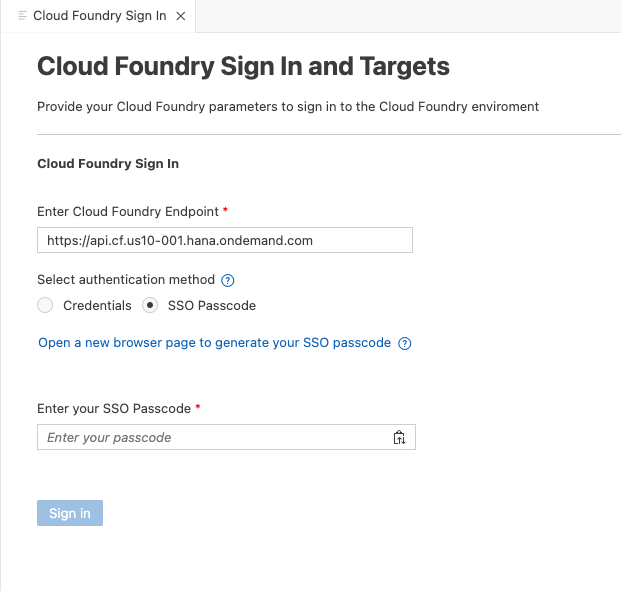 Cloud Foundry Sign In
Cloud Foundry Sign In and Targets
Provide your Cloud Foundry parameters to sign in to the Cloud Foundry enviroment
Cloud Foundry Sign In
Enter Cloud Foundry Endpoint *
https://api.cf.us10-001.hana.ondemand.com
Select authentication method ?
Credentials SSO Passcode
Open a new browser page to generate your SSO passcode ?
Enter your SSO Passcode *
Enter your passcode
Sign in